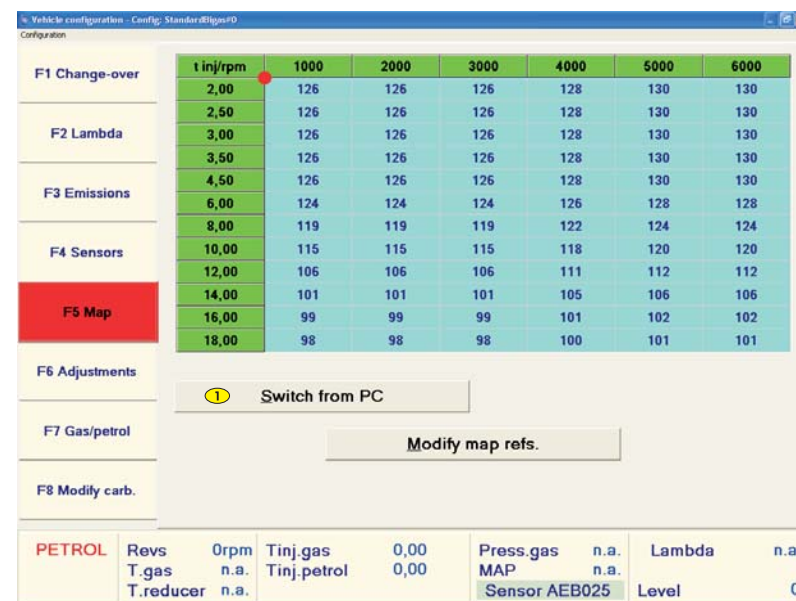 Vehicle configuration - Config: StandardBigas#0
Configuration
F1 Change-over
F2 Lambda
F3 Emissions
F4 Sensors
F5 Map
F6 Adjustments
F7 Gas/petrol
F8 Modify carb.
t inj/rpm 1000 2000 3000 4000 5000 6000
2,00 126 126 126 128 130 130
2,50 126 126 126 128 130 130
3,00 126 126 126 128 130 130
3,50 126 126 126 128 130 130
4,50 126 126 126 128 130 130
6,00 124 124 124 126 128 128
8,00 119 119 119 122 124 124
10,00 115 115 115 118 120 120
12,00 106 106 106 111 112 112
14,00 101 101 101 105 106 106
16,00 99 99 99 101 102 102
18,00 98 98 98 100 101 101
1 Switch from PC
Modify map refs.
PETROL Revs 0rpm Tinj.gas 0,00 Press.gas n.a. Lambda n.a
T.gas n.a. Tinj.petrol 0,00 MAP n.a.
T.reducer n.a. Sensor AEB025 Level 0